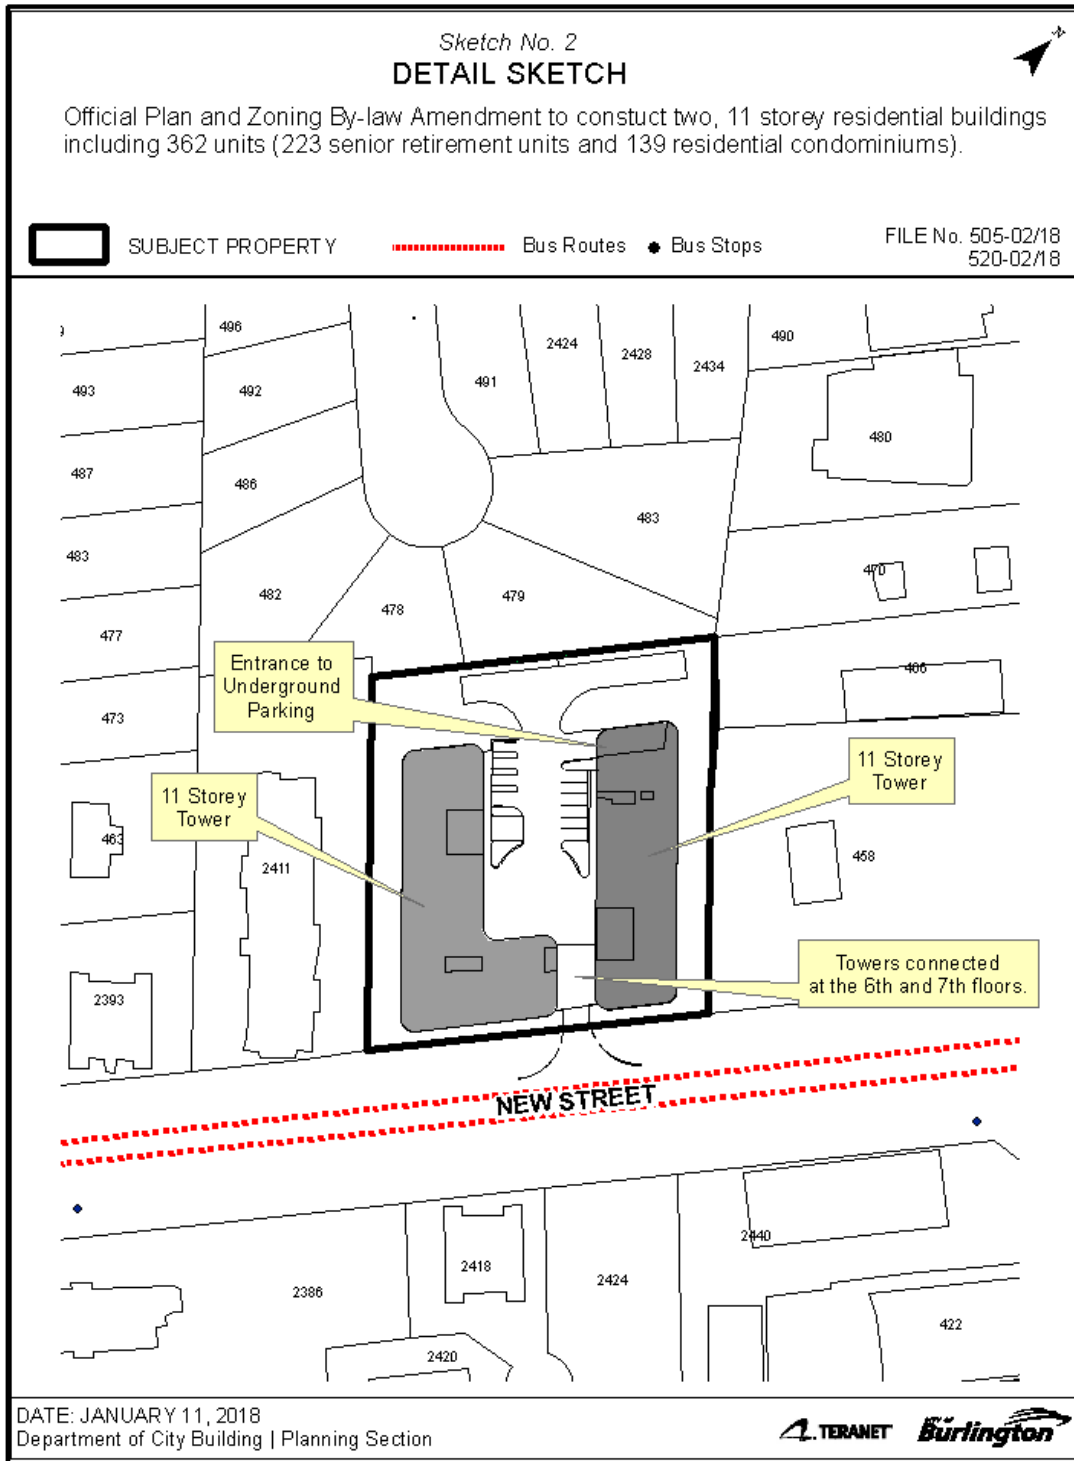 Sketch No. 2
N
DETAIL SKETCH
Official Plan and Zoning By-law Amendment to constuct two, 11 storey residential buildings
including 362 units (223 senior retirement units and 139 residential condominiums).
SUBJECT PROPERTY
Bus Routes
Bus Stops
FILE No. 505-02/18
520-02/18
496
493
492
491
2424
2428
2434
490
480
487
486
483
483
470
482
478
479
477
Entrance to
Underground
Parking
466
473
11 Storey
Tower
11 Storey
Tower
463
2411
458
Towers connected
at the 6th and 7th floors.
2393
NEW STREET
2440
2418
2424
2386
422
2420
DATE: JANUARY 11, 2018
Department of City Building | Planning Section
TERANET
CITY OF
Burlington